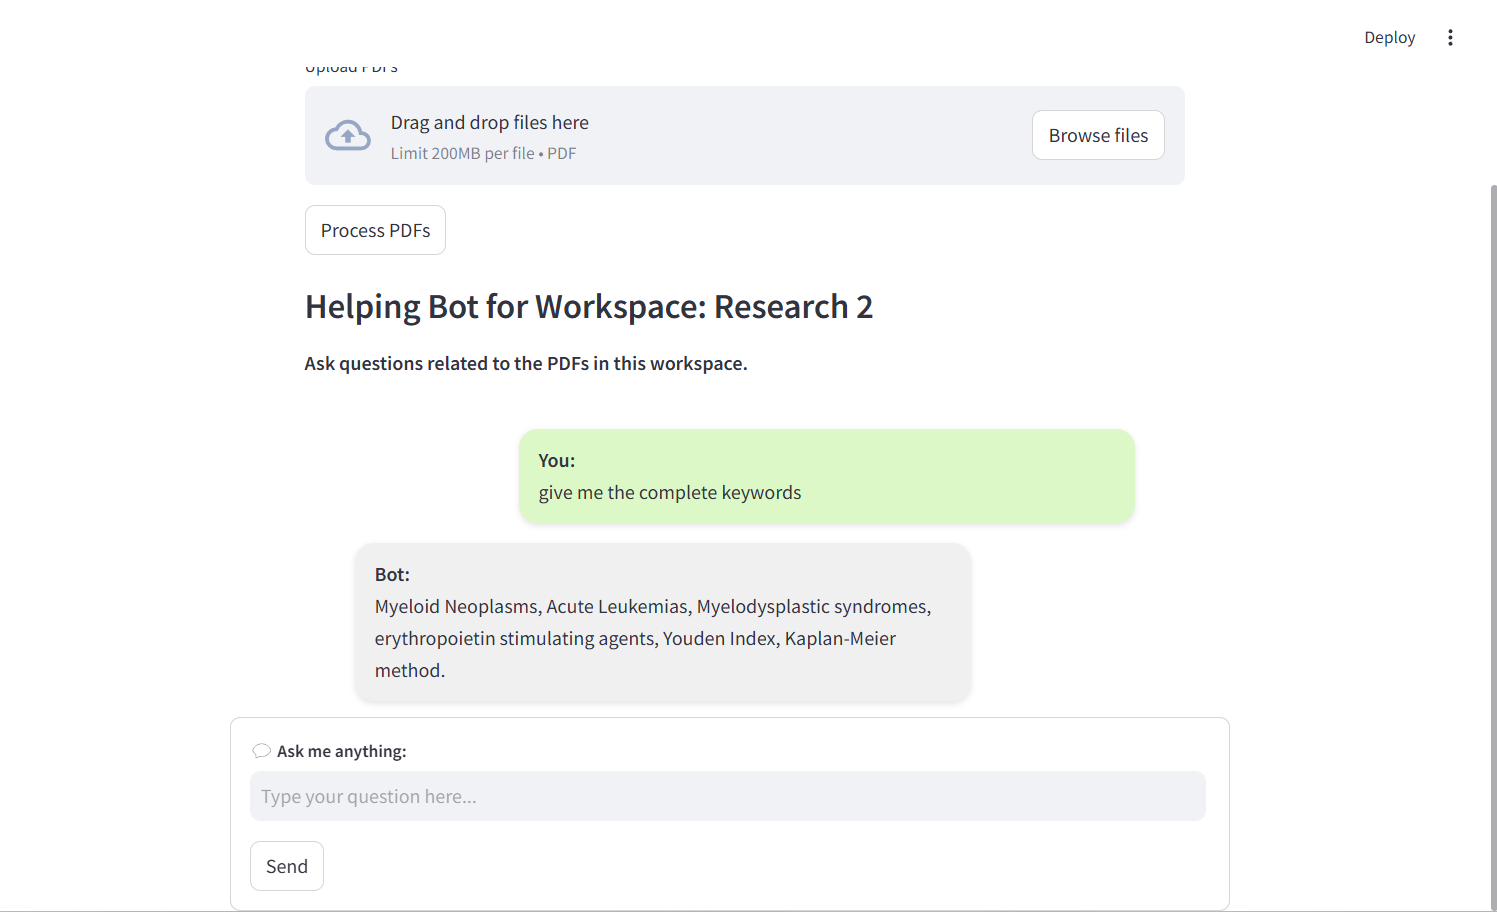 Deploy
Upload PDFs
Drag and drop files here
Limit 200MB per file • PDF
Browse files
Process PDFs
Helping Bot for Workspace: Research 2
Ask questions related to the PDFs in this workspace.
You:
give me the complete keywords
Bot:
Myeloid Neoplasms, Acute Leukemias, Myelodysplastic syndromes,
erythropoietin stimulating agents, Youden Index, Kaplan-Meier
method.
Ask me anything:
Type your question here...
Send